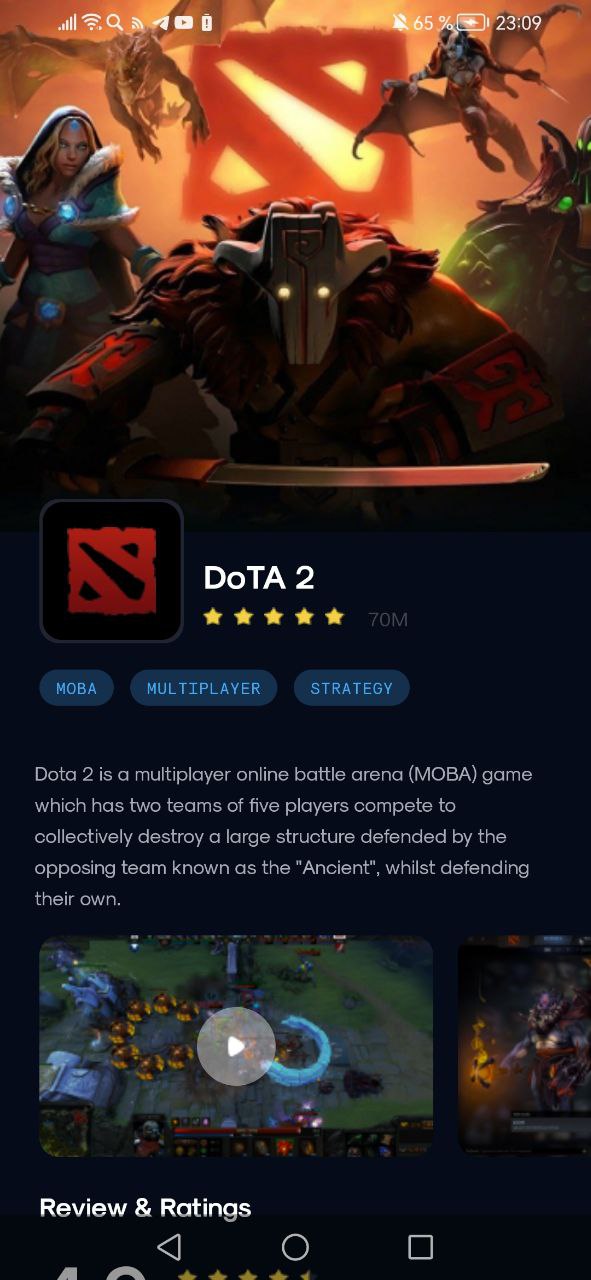 65 % 23:09
DoTA 2
70M
MOBA MULTIPLAYER STRATEGY
Dota 2 is a multiplayer online battle arena (MOBA) game
which has two teams of five players compete to
collectively destroy a large structure defended by the
opposing team known as the "Ancient", whilst defending
their own.
Review & Ratings